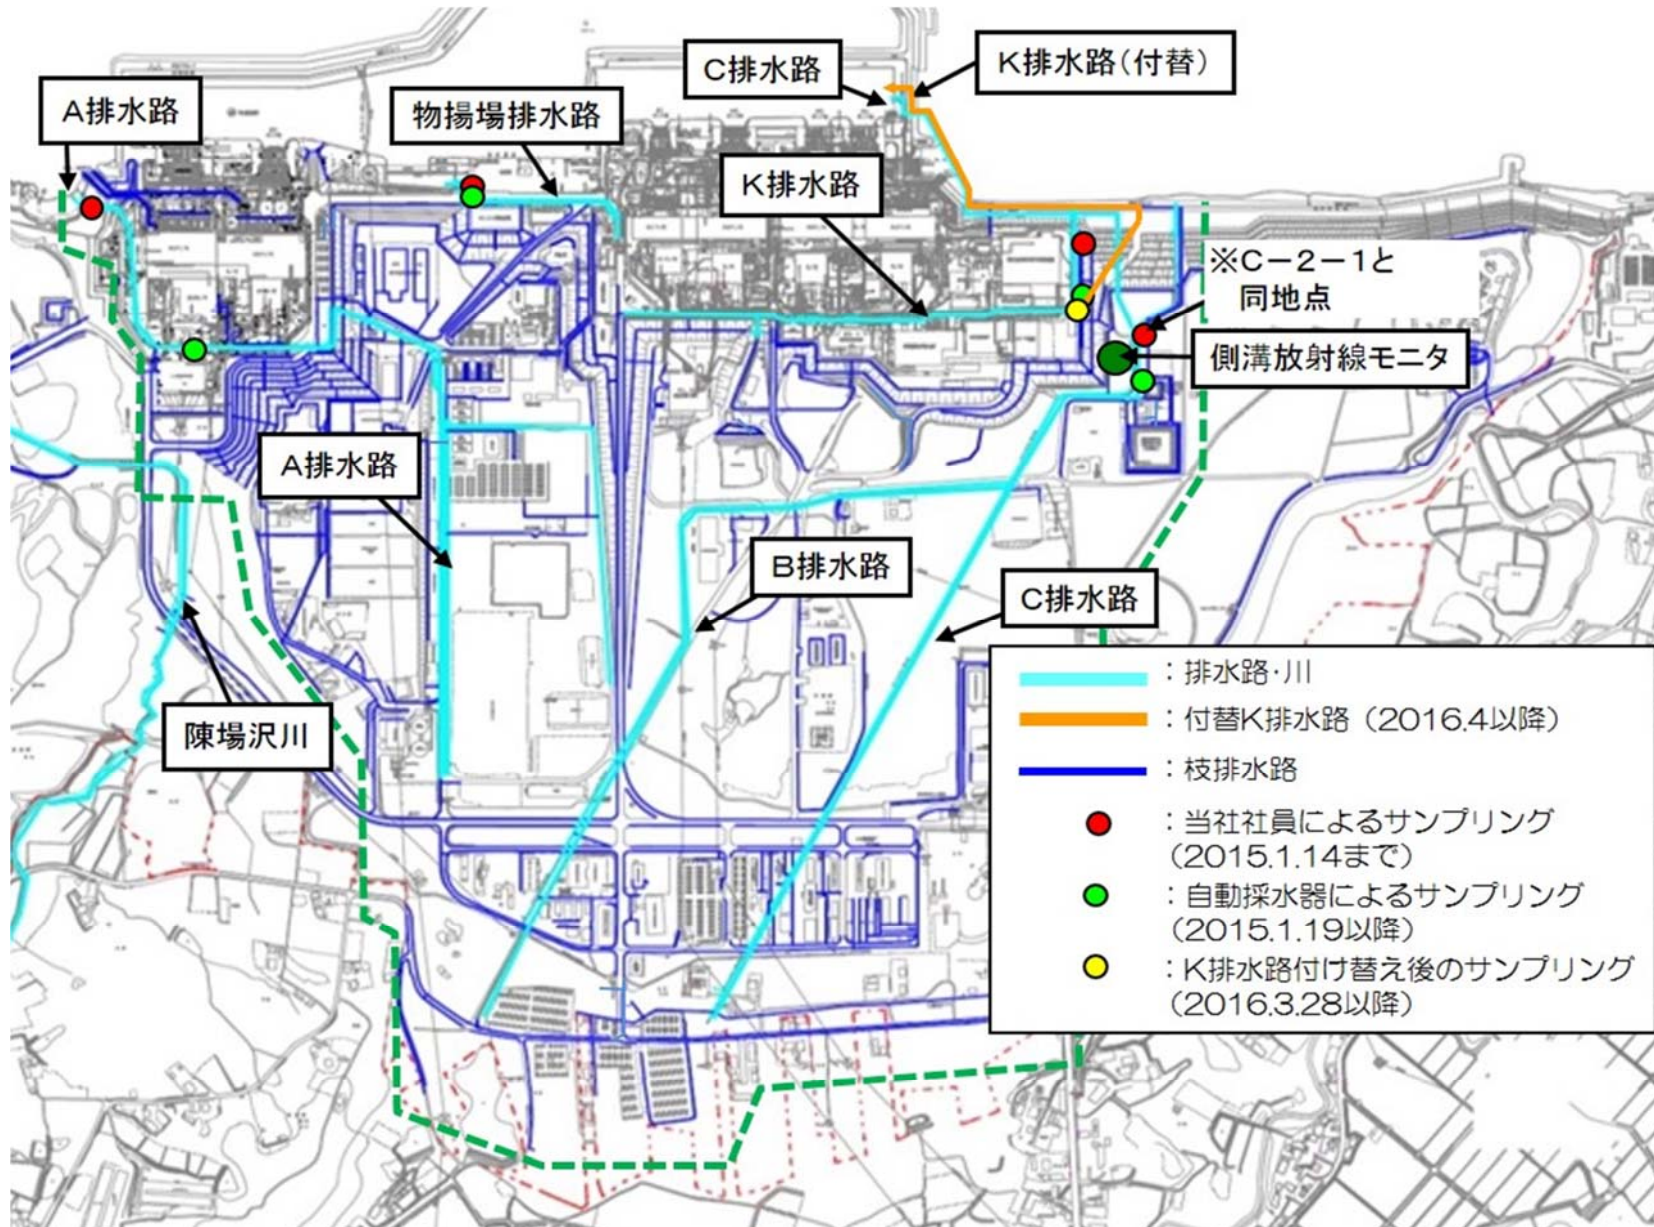 C排水路
K排水路(付替)
A排水路
物揚場排水路
K排水路
※C－2－1と
同地点
側溝放射線モニタ
A排水路
B排水路
C排水路
陳場沢川
：排水路・川
：付替K排水路（2016.4以降）
：枝排水路
：当社社員によるサンプリング
（2015.1.14まで）
：自動採水器によるサンプリング
（2015.1.19以降）
：K排水路付け替え後のサンプリング
（2016.3.28以降）